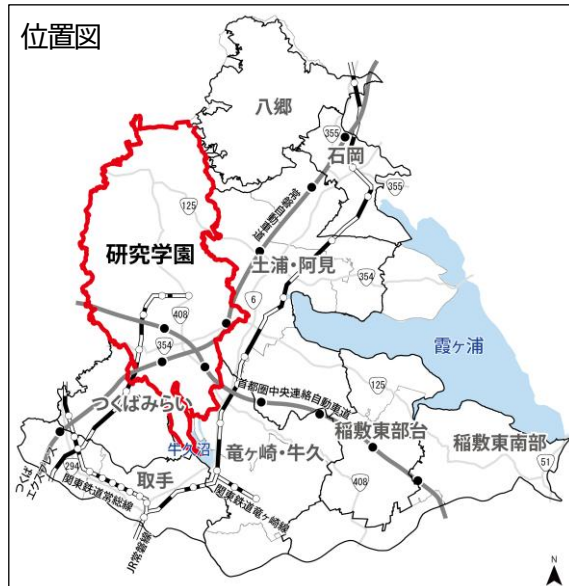 位置図
八郷
355
石岡
355
125
常磐自動車道
研究学園
土浦・阿見
354
6
408
霞ヶ浦
354
125
首都圏中央連絡自動車道
つくばみらい
稲敷東部台
稲敷東南部
牛久沼
竜ヶ崎・牛久
51
つくば
エクスプレス
294
取手
408
関東鉄道常総線
関東鉄道竜ヶ崎線
JR常磐線
N